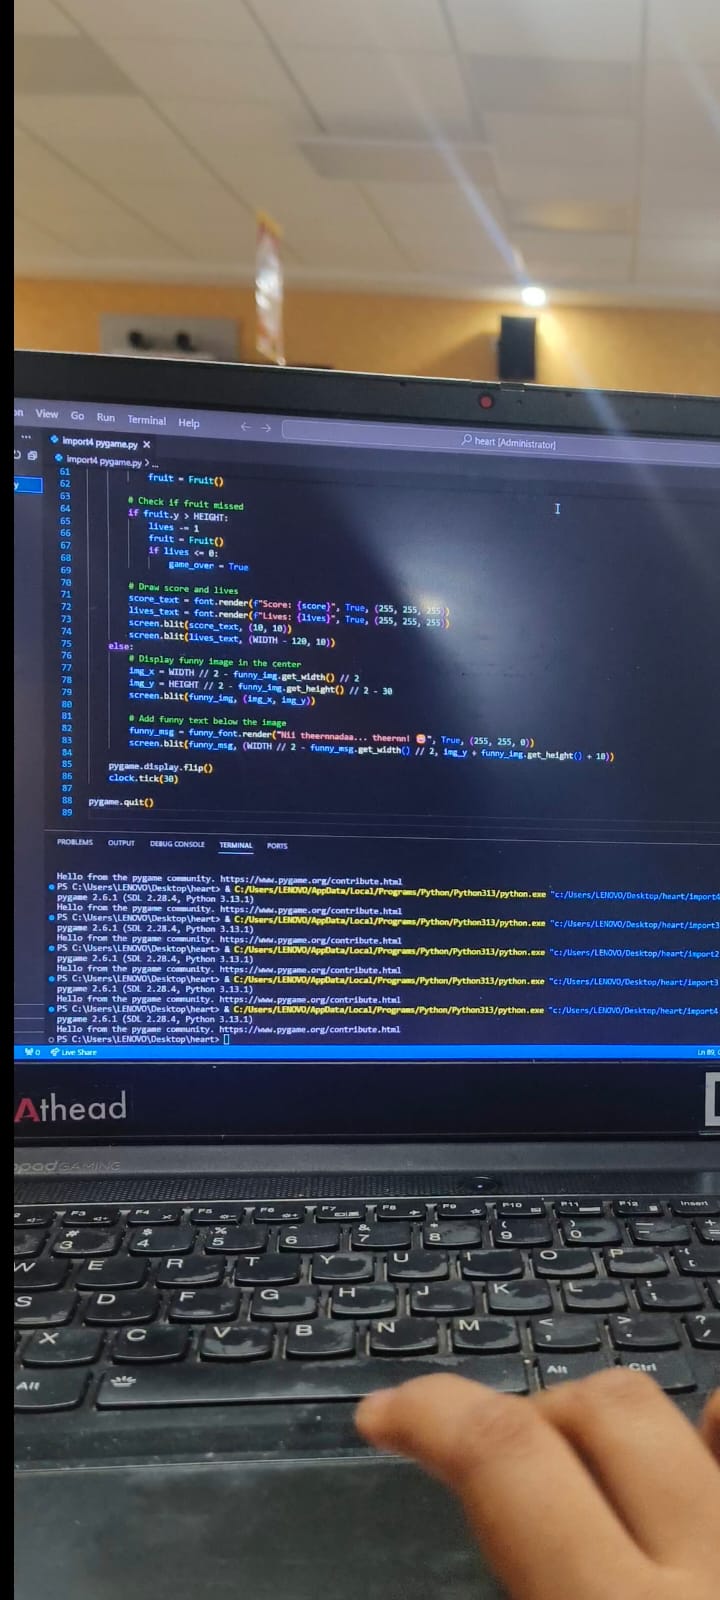 on View Go Run Terminal Help
heart [Administrator]
import4 pygame.py
import4 pygame.py > ...
61
62 fruit = Fruit()
63
64 # Check if fruit missed
65 if fruit.y > HEIGHT:
66 lives -= 1
67 fruit = Fruit()
68 if lives <= 0:
69 game_over = True
70
71 # Draw score and lives
72 score_text = font.render(f"Score: {score}", True, (255, 255, 255))
73 lives_text = font.render(f"Lives: {lives}", True, (255, 255, 255))
74 screen.blit(score_text, (10, 10))
75 screen.blit(lives_text, (WIDTH - 120, 10))
76 else:
77 # Display funny image in the center
78 img_x = WIDTH // 2 - funny_img.get_width() // 2
79 img_y = HEIGHT // 2 - funny_img.get_height() // 2 - 30
80 screen.blit(funny_img, (img_x, img_y))
81
82 # Add funny text below the image
83 funny_msg = funny_font.render("Nii theernnadaa... theernn! ", True, (255, 255, 0))
84 screen.blit(funny_msg, (WIDTH // 2 - funny_msg.get_width() // 2, img_y + funny_img.get_height() + 10))
85
86 pygame.display.flip()
87 clock.tick(30)
88
89 pygame.quit()
PROBLEMS OUTPUT DEBUG CONSOLE TERMINAL PORTS
Hello from the pygame community. https://www.pygame.org/contribute.html
PS C:\Users\LENOVO\Desktop\heart> & C:/Users/LENOVO/AppData/Local/Programs/Python/Python313/python.exe "c:/Users/LENOVO/Desktop/heart/import4
pygame 2.6.1 (SDL 2.28.4, Python 3.13.1)
Hello from the pygame community. https://www.pygame.org/contribute.html
PS C:\Users\LENOVO\Desktop\heart> & C:/Users/LENOVO/AppData/Local/Programs/Python/Python313/python.exe "c:/Users/LENOVO/Desktop/heart/import3
pygame 2.6.1 (SDL 2.28.4, Python 3.13.1)
Hello from the pygame community. https://www.pygame.org/contribute.html
PS C:\Users\LENOVO\Desktop\heart> & C:/Users/LENOVO/AppData/Local/Programs/Python/Python313/python.exe "c:/Users/LENOVO/Desktop/heart/import2
pygame 2.6.1 (SDL 2.28.4, Python 3.13.1)
Hello from the pygame community. https://www.pygame.org/contribute.html
PS C:\Users\LENOVO\Desktop\heart> & C:/Users/LENOVO/AppData/Local/Programs/Python/Python313/python.exe "c:/Users/LENOVO/Desktop/heart/import3
pygame 2.6.1 (SDL 2.28.4, Python 3.13.1)
Hello from the pygame community. https://www.pygame.org/contribute.html
PS C:\Users\LENOVO\Desktop\heart> & C:/Users/LENOVO/AppData/Local/Programs/Python/Python313/python.exe "c:/Users/LENOVO/Desktop/heart/import4
pygame 2.6.1 (SDL 2.28.4, Python 3.13.1)
Hello from the pygame community. https://www.pygame.org/contribute.html
PS C:\Users\LENOVO\Desktop\heart>
0 Live Share Ln 89,
Athead
pad GAMING
F3 F4 F5 F6 F7 F8 F9 F10 F11 F12 Insert
# 3 $ 4 % 5 ^ 6 & 7 * 8 ( 9 ) 0
W E R T Y U I O P
S D F G H J K L
X C V B N M < , > . ? /
Alt Alt Ctrl